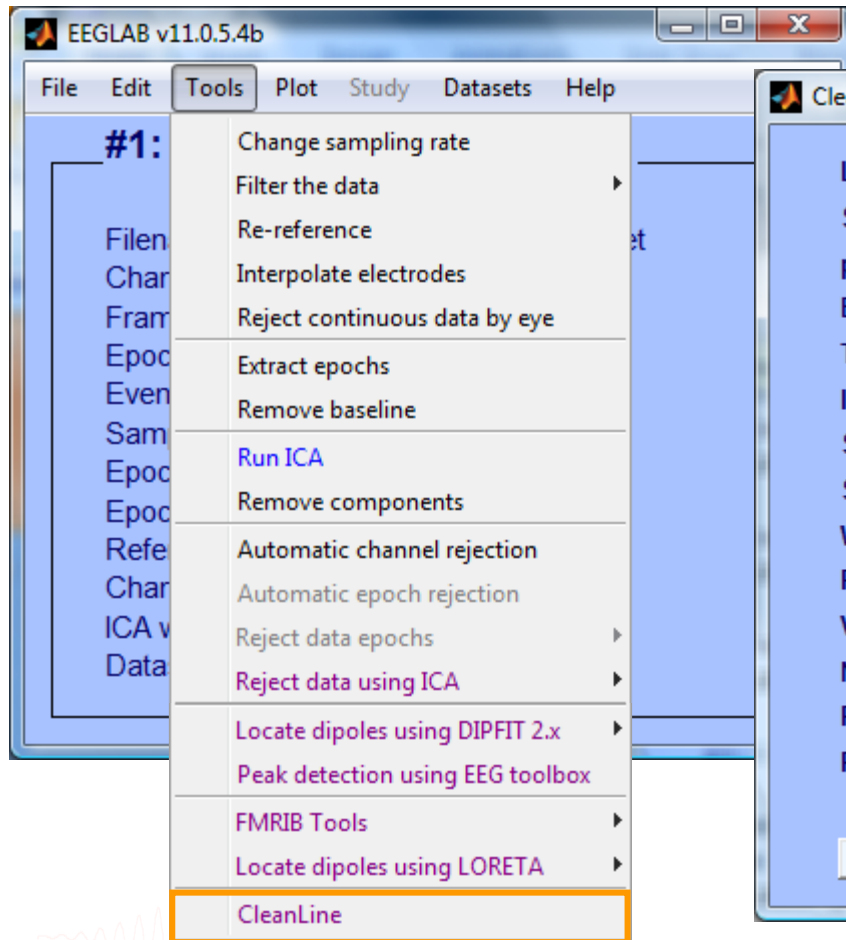 EEGLAB v11.0.5.4b
File Edit Tools Plot Study Datasets Help
#1:
Change sampling rate
Filter the data
Re-reference
Interpolate electrodes
Reject continuous data by eye
Extract epochs
Remove baseline
Run ICA
Remove components
Automatic channel rejection
Automatic epoch rejection
Reject data epochs
Reject data using ICA
Locate dipoles using DIPFIT 2.x
Peak detection using EEG toolbox
FMRIB Tools
Locate dipoles using LORETA
CleanLine